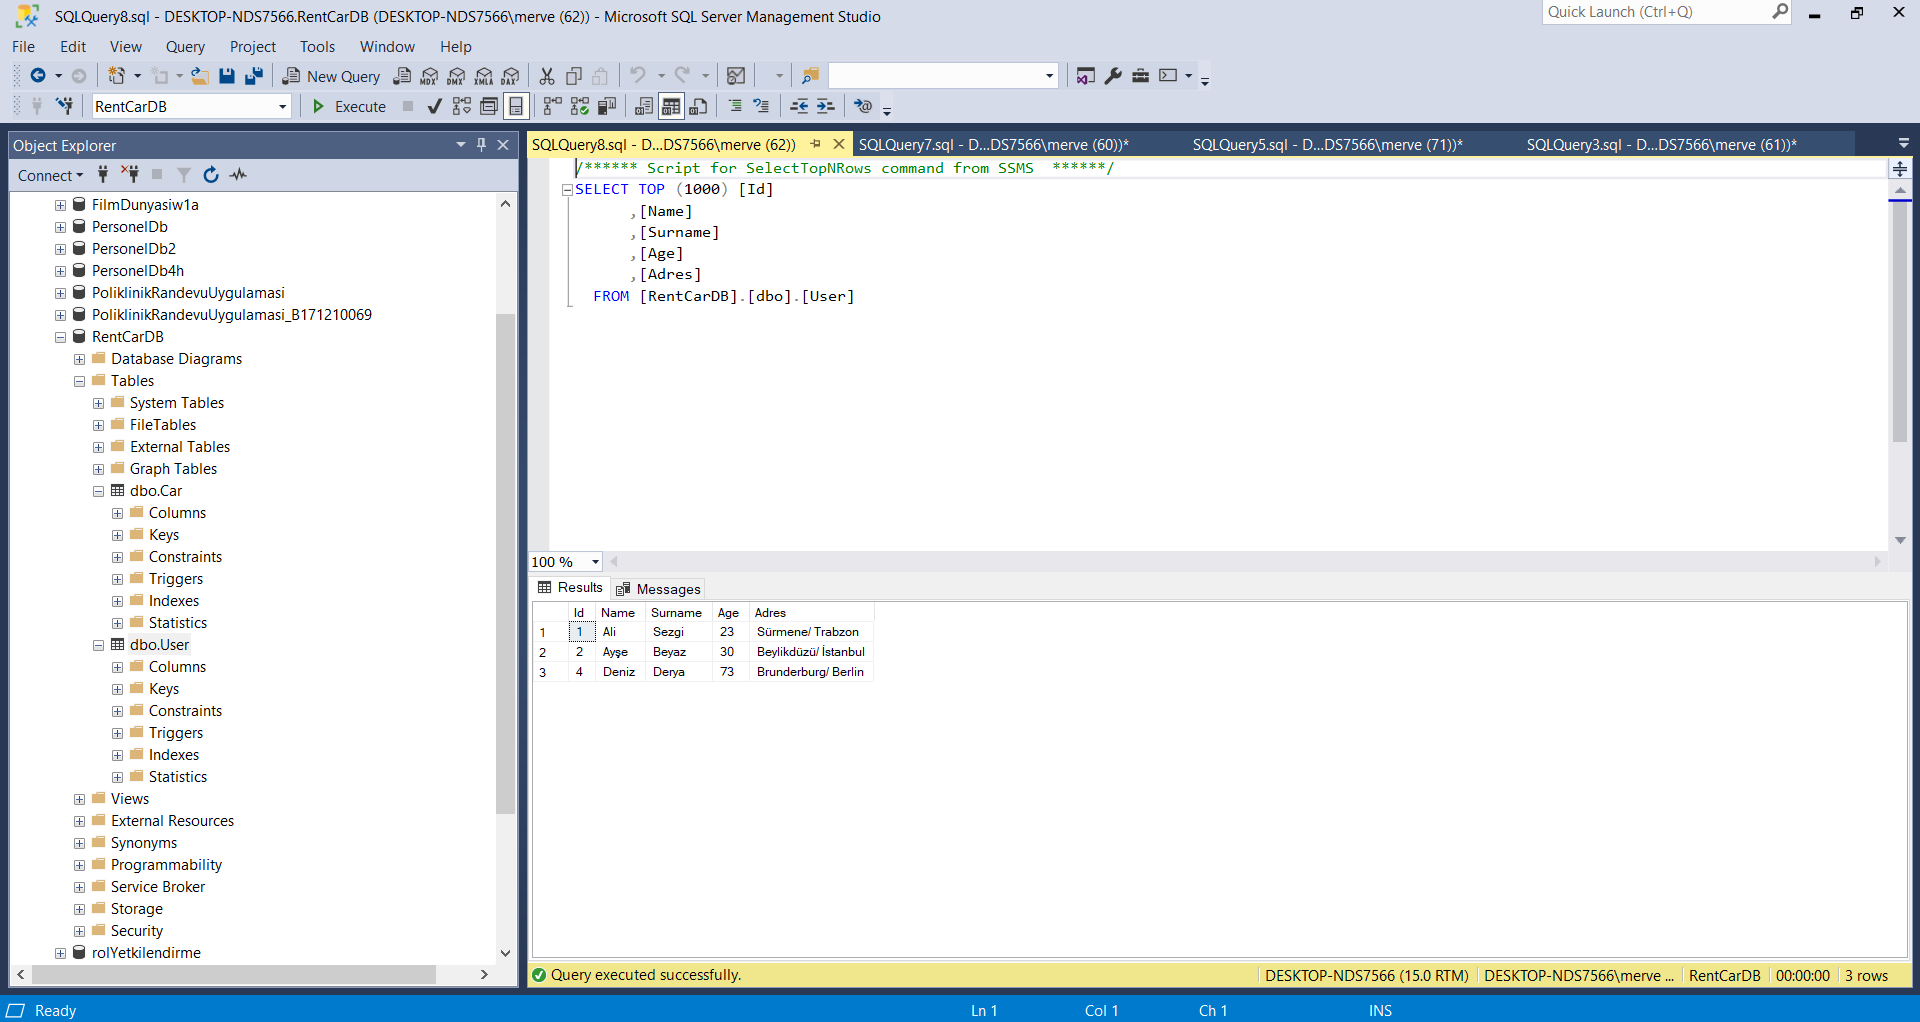 SQLQuery8.sql - DESKTOP-NDS7566.RentCarDB (DESKTOP-NDS7566\merve (62)) - Microsoft SQL Server Management Studio
Quick Launch (Ctrl+Q)
File Edit View Query Project Tools Window Help
New Query MDX DMX XMLA DAX
RentCarDB Execute
Object Explorer
Connect
FilmDunyasiw1a
PersonelDb
PersonelDb2
PersonelDb4h
PoliklinikRandevuUygulamasi
PoliklinikRandevuUygulamasi_B171210069
RentCarDB
Database Diagrams
Tables
System Tables
FileTables
External Tables
Graph Tables
dbo.Car
Columns
Keys
Constraints
Triggers
Indexes
Statistics
dbo.User
Columns
Keys
Constraints
Triggers
Indexes
Statistics
Views
External Resources
Synonyms
Programmability
Service Broker
Storage
Security
rolYetkilendirme
SQLQuery8.sql - D...DS7566\merve (62)) SQLQuery7.sql - D...DS7566\merve (60))* SQLQuery5.sql - D...DS7566\merve (71))* SQLQuery3.sql - D...DS7566\merve (61))*
/****** Script for SelectTopNRows command from SSMS  ******/
SELECT TOP (1000) [Id]
,[Name]
,[Surname]
,[Age]
,[Adres]
FROM [RentCarDB].[dbo].[User]
100 %
Results Messages
Id Name Surname Age Adres
1 1 Ali Sezgi 23 Sürmene/ Trabzon
2 2 Ayşe Beyaz 30 Beylikdüzü/ İstanbul
3 4 Deniz Derya 73 Brunderburg/ Berlin
Query executed successfully. DESKTOP-NDS7566 (15.0 RTM) DESKTOP-NDS7566\merve ... RentCarDB 00:00:00 3 rows
Ready Ln 1 Col 1 Ch 1 INS